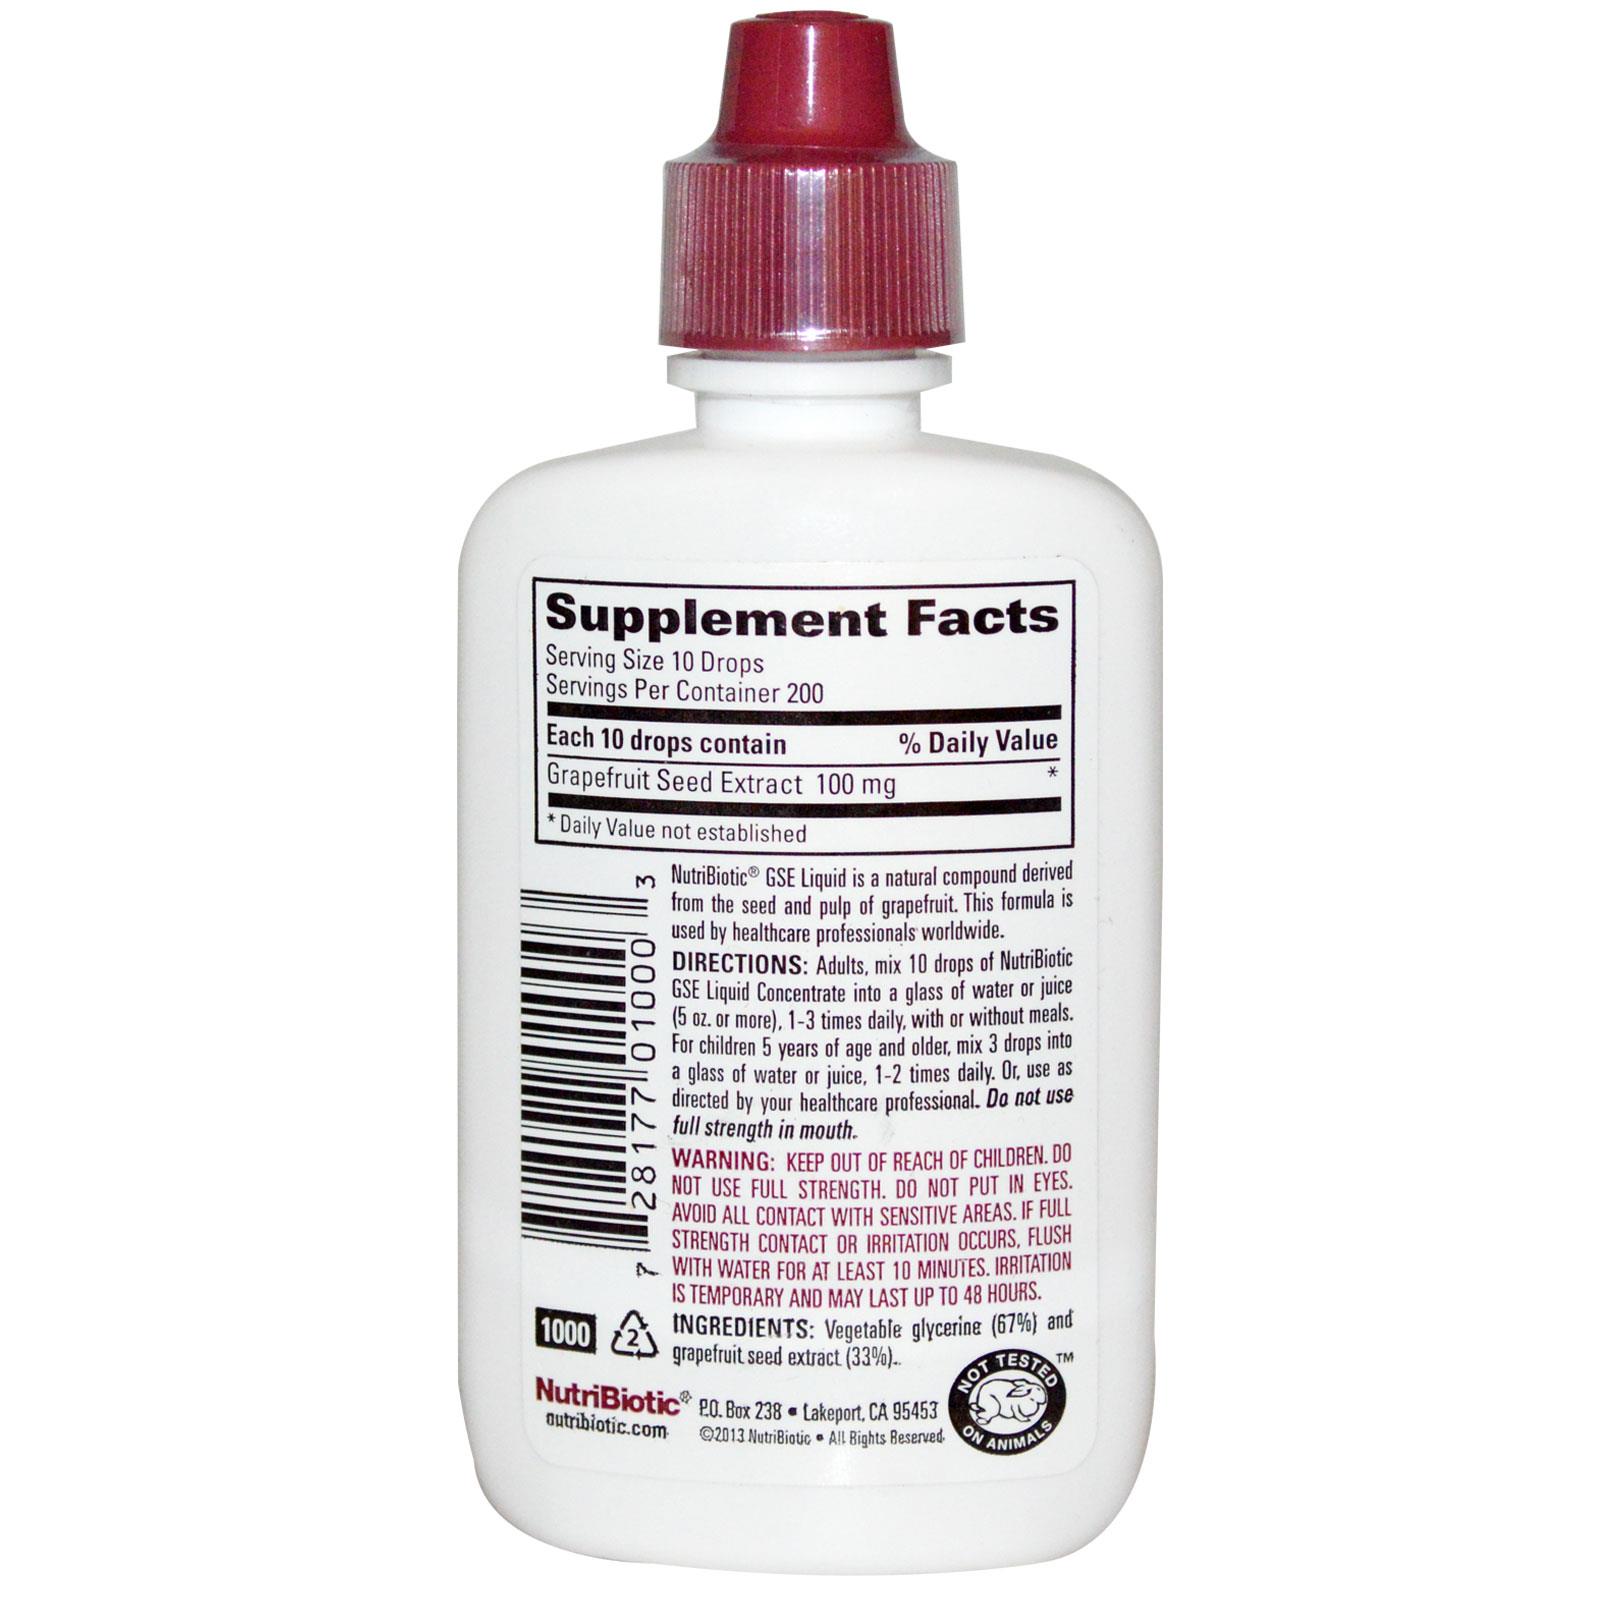 Supplement Facts
Serving Size 10 Drops
Servings Per Container 200
Each 10 drops contain % Daily Value
Grapefruit Seed Extract 100 mg *
* Daily Value not established
NutriBiotic® GSE Liquid is a natural compound derived
from the seed and pulp of grapefruit. This formula is
used by healthcare professionals worldwide.
DIRECTIONS: Adults, mix 10 drops of NutriBiotic
GSE Liquid Concentrate into a glass of water or juice
(5 oz. or more), 1-3 times daily, with or without meals.
For children 5 years of age and older, mix 3 drops into
a glass of water or juice, 1-2 times daily. Or, use as
directed by your healthcare professional. Do not use
full strength in mouth.
WARNING: KEEP OUT OF REACH OF CHILDREN. DO
NOT USE FULL STRENGTH. DO NOT PUT IN EYES.
AVOID ALL CONTACT WITH SENSITIVE AREAS. IF FULL
STRENGTH CONTACT OR IRRITATION OCCURS, FLUSH
WITH WATER FOR AT LEAST 10 MINUTES. IRRITATION
IS TEMPORARY AND MAY LAST UP TO 48 HOURS.
INGREDIENTS: Vegetable glycerine (67%) and
grapefruit seed extract (33%).
7 28177 01000 3
1000
2
NutriBiotic® P.O. Box 238 • Lakeport, CA 95453
nutribiotic.com ©2013 NutriBiotic • All Rights Reserved.
NOT TESTED ™
ON ANIMALS